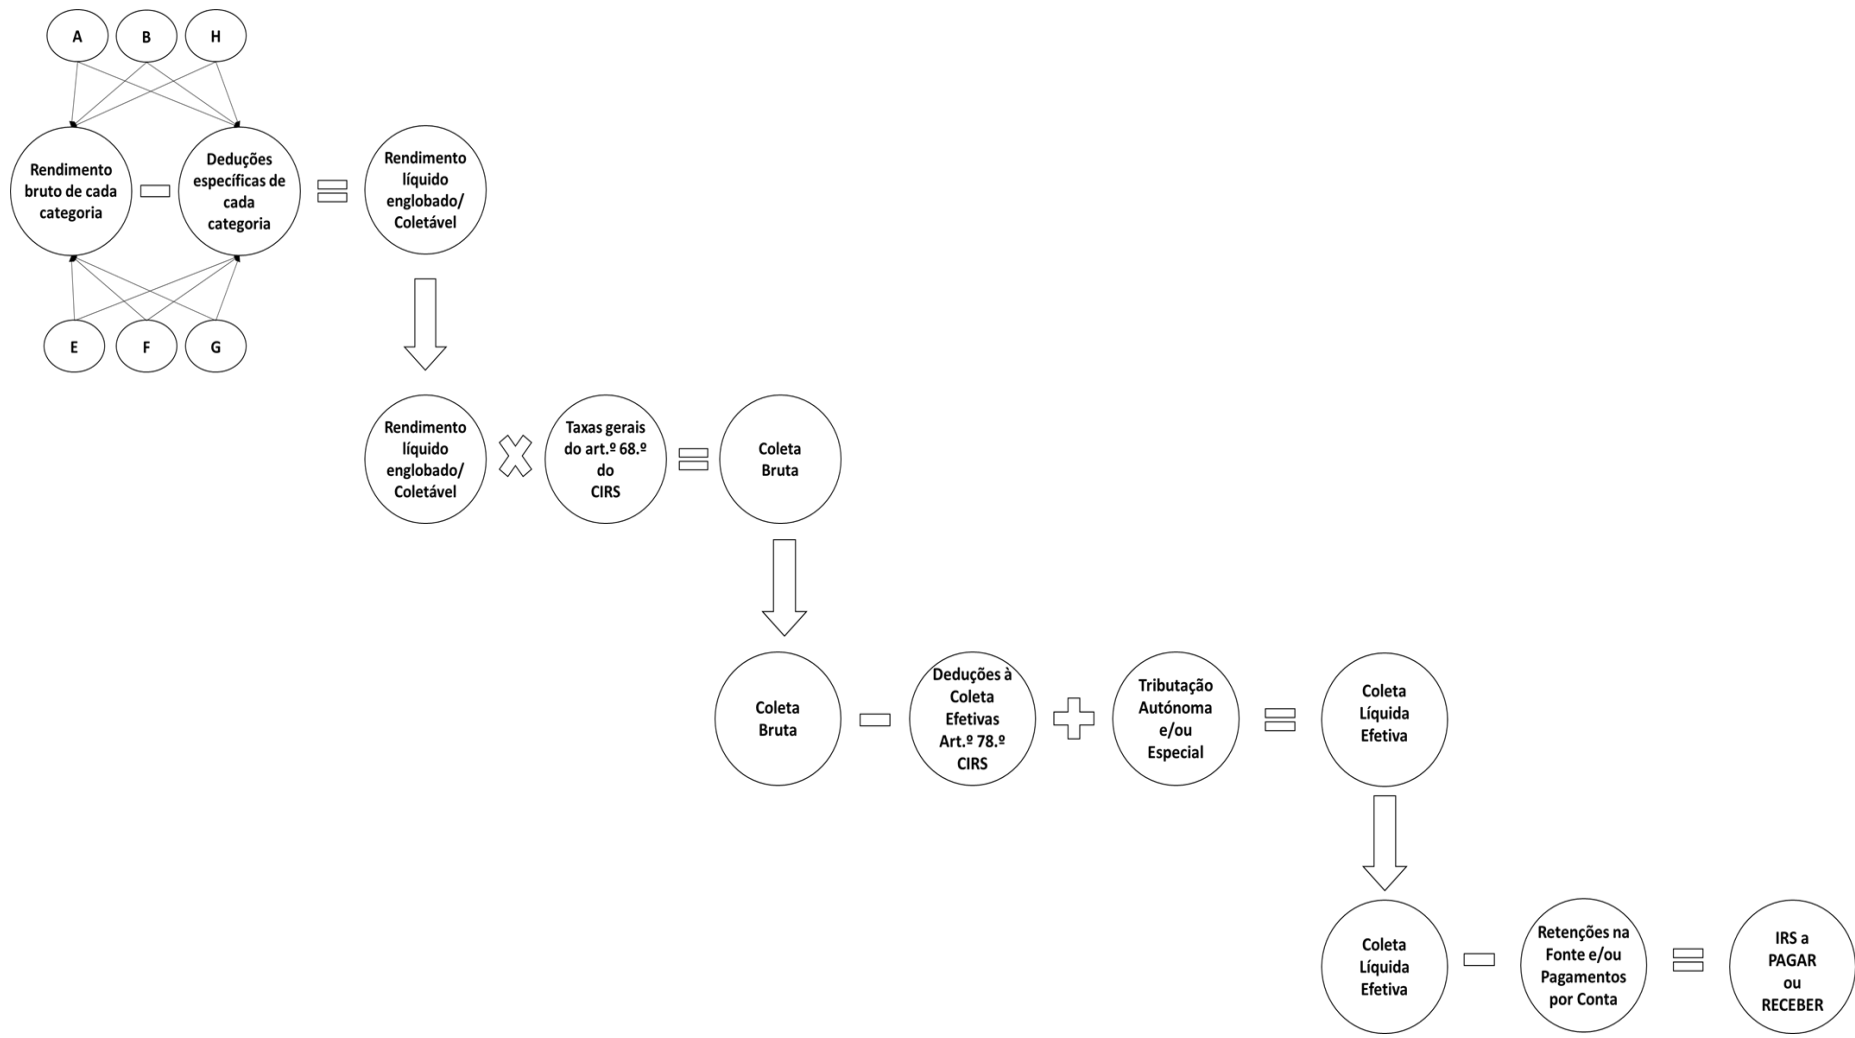 A
B
H
Rendimento
bruto de cada
categoria
Deduções
específicas de
cada
categoria
Rendimento
líquido
englobado/
Coletável
E
F
G
Rendimento
líquido
englobado/
Coletável
Taxas gerais
do art.º 68.º
do
CIRS
Coleta
Bruta
Coleta
Bruta
Deduções à
Coleta
Efetivas
Art.º 78.º
CIRS
Tributação
Autónoma
e/ou
Especial
Coleta
Líquida
Efetiva
Coleta
Líquida
Efetiva
Retenções na
Fonte e/ou
Pagamentos
por Conta
IRS a
PAGAR
ou
RECEBER